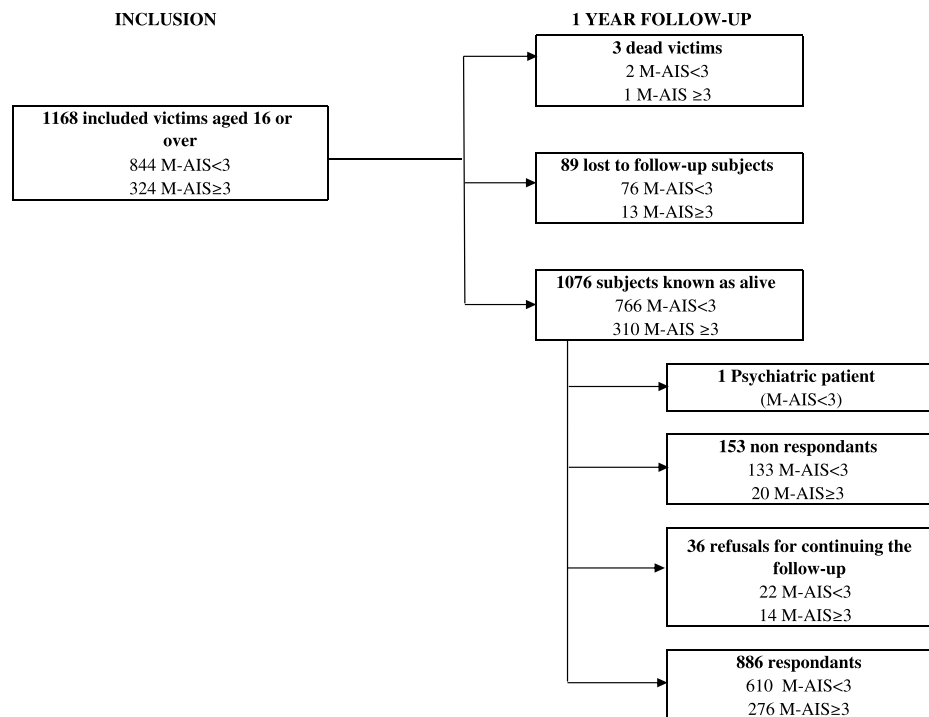 INCLUSION
1 YEAR FOLLOW-UP
3 dead victims
2 M-AIS<3
1 M-AIS ≥3
1168 included victims aged 16 or
over
844 M-AIS<3
324 M-AIS≥3
89 lost to follow-up subjects
76 M-AIS<3
13 M-AIS≥3
1076 subjects known as alive
766 M-AIS<3
310 M-AIS ≥3
1 Psychiatric patient
(M-AIS<3)
153 non respondants
133 M-AIS<3
20 M-AIS≥3
36 refusals for continuing the
follow-up
22 M-AIS<3
14 M-AIS≥3
886 respondants
610 M-AIS<3
276 M-AIS≥3